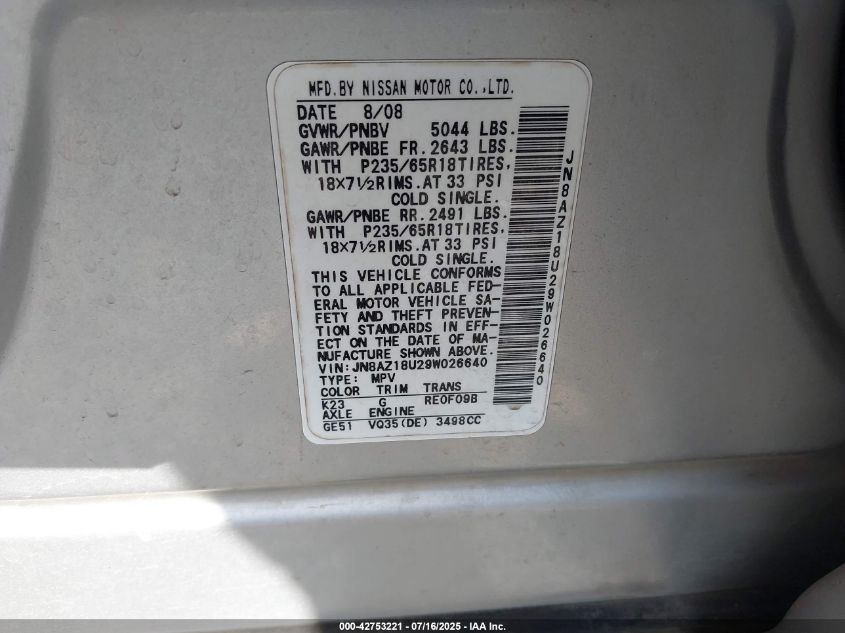 MFD.BY NISSAN MOTOR CO.,LTD.
DATE 8/08
GVWR/PNBV 5044 LBS.
GAWR/PNBE FR. 2643 LBS.
WITH P235/65R18TIRES,
18×7½RIMS.AT 33 PSI
COLD SINGLE.
GAWR/PNBE RR. 2491 LBS.
WITH P235/65R18TIRES,
18×7½RIMS.AT 33 PSI
COLD SINGLE.
THIS VEHICLE CONFORMS
TO ALL APPLICABLE FED-
ERAL MOTOR VEHICLE SA-
FETY AND THEFT PREVEN-
TION STANDARDS IN EFF-
ECT ON THE DATE OF MA-
NUFACTURE SHOWN ABOVE.
VIN:JN8AZ18U29W026640
TYPE: MPV
COLOR TRIM TRANS
K23 G RE0F09B
AXLE ENGINE
GE51 VQ35(DE) 3498CC
JN8AZ18U29W026640
000-42753221 - 07/16/2025 - IAA Inc.